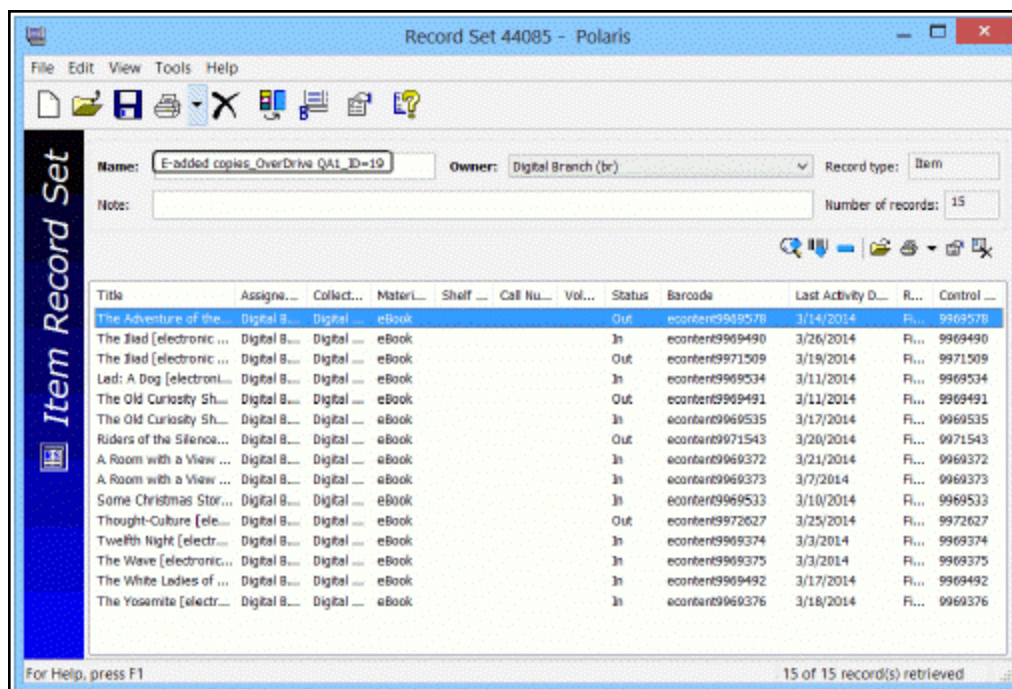 Record Set 44085 - Polaris
File Edit View Tools Help
Item Record Set
Name: E-added copies_OverDrive QA1_ID=19 Owner: Digital Branch (br) Record type: Item
Note: Number of records: 15
Title Assigne... Collect... Materi... Shelf ... Call Nu... Vol... Status Barcode Last Activity D... R... Control ...
The Adventure of the... Digital B... Digital ... eBook Out econtent9969578 3/14/2014 Fi... 9969578
The Iliad [electronic ... Digital B... Digital ... eBook In econtent9969490 3/26/2014 Fi... 9969490
The Iliad [electronic ... Digital B... Digital ... eBook Out econtent9971509 3/19/2014 Fi... 9971509
Lad: A Dog [electroni... Digital B... Digital ... eBook In econtent9969534 3/11/2014 Fi... 9969534
The Old Curiosity Sh... Digital B... Digital ... eBook Out econtent9969491 3/11/2014 Fi... 9969491
The Old Curiosity Sh... Digital B... Digital ... eBook In econtent9969535 3/17/2014 Fi... 9969535
Riders of the Silence... Digital B... Digital ... eBook Out econtent9971543 3/20/2014 Fi... 9971543
A Room with a View ... Digital B... Digital ... eBook In econtent9969372 3/21/2014 Fi... 9969372
A Room with a View ... Digital B... Digital ... eBook In econtent9969373 3/7/2014 Fi... 9969373
Some Christmas Stor... Digital B... Digital ... eBook In econtent9969533 3/10/2014 Fi... 9969533
Thought-Culture [ele... Digital B... Digital ... eBook Out econtent9972627 3/25/2014 Fi... 9972627
Twelfth Night [electr... Digital B... Digital ... eBook In econtent9969374 3/3/2014 Fi... 9969374
The Wave [electronic... Digital B... Digital ... eBook In econtent9969375 3/3/2014 Fi... 9969375
The White Ladies of ... Digital B... Digital ... eBook In econtent9969492 3/17/2014 Fi... 9969492
The Yosemite [electr... Digital B... Digital ... eBook In econtent9969376 3/18/2014 Fi... 9969376
For Help, press F1 15 of 15 record(s) retrieved